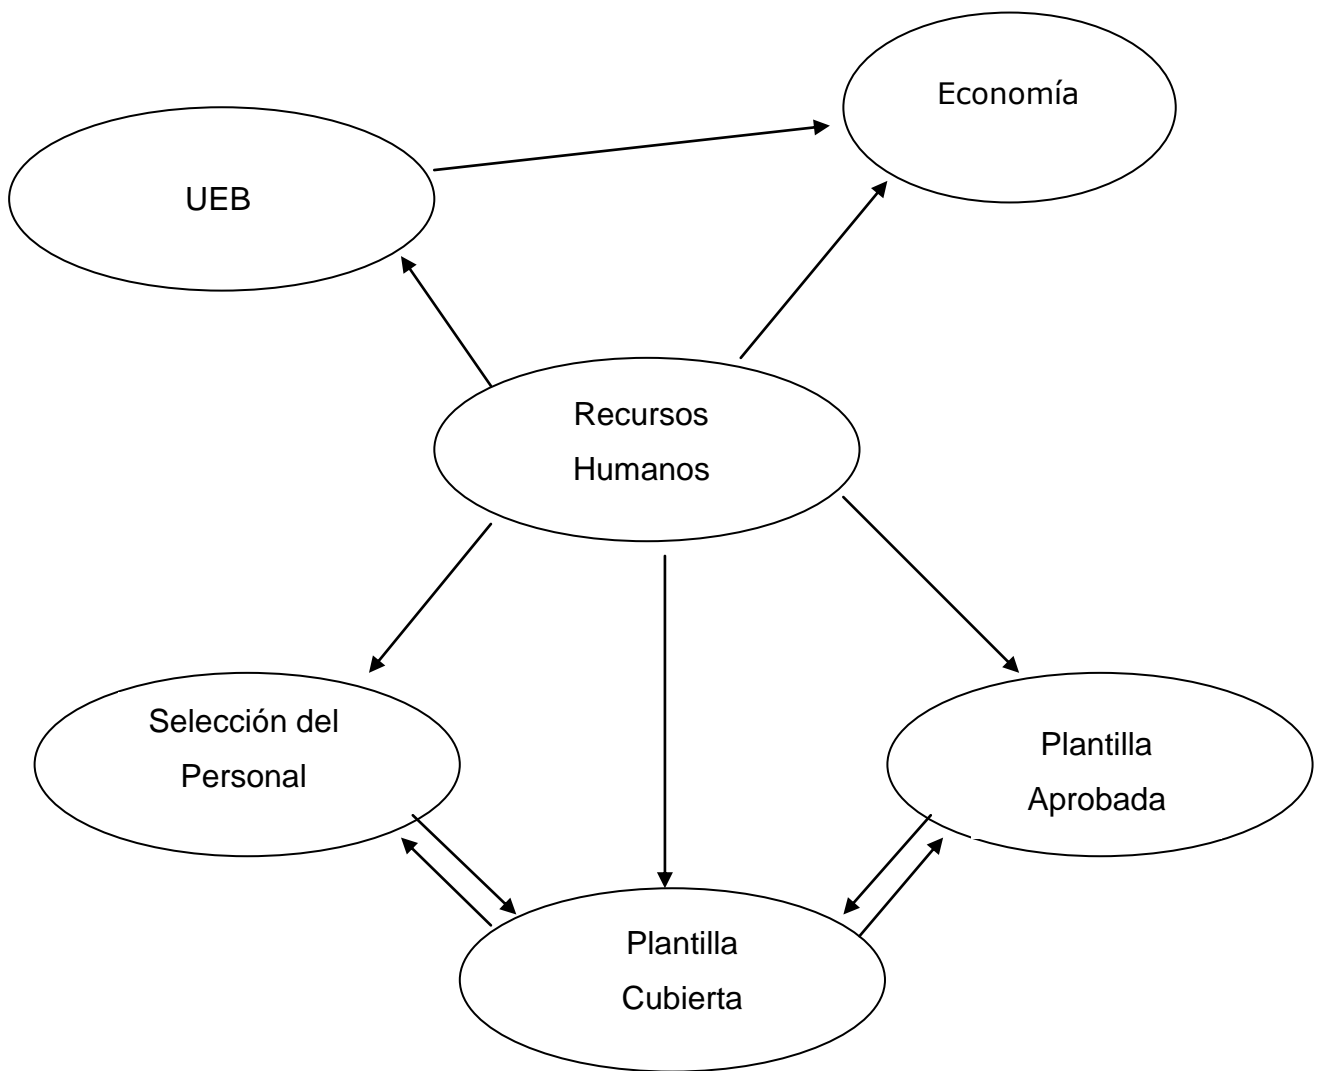 Economía
UEB
Recursos
Humanos
Selección del
Personal
Plantilla
Aprobada
Plantilla
Cubierta